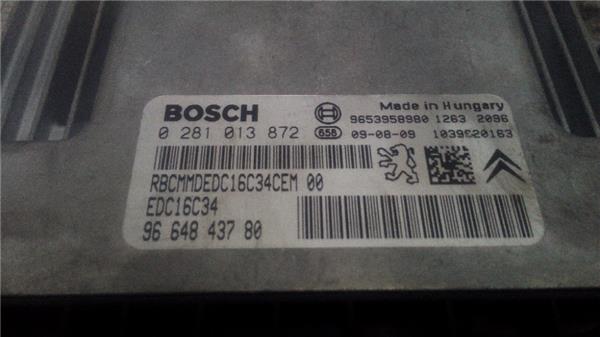 BOSCH
Made in Hungary
9653958980 1263 2096
0 281 013 872
658
09-08-09 1039S20163
RBCMMDEDC16C34CEM 00
EDC16C34
96 648 437 80